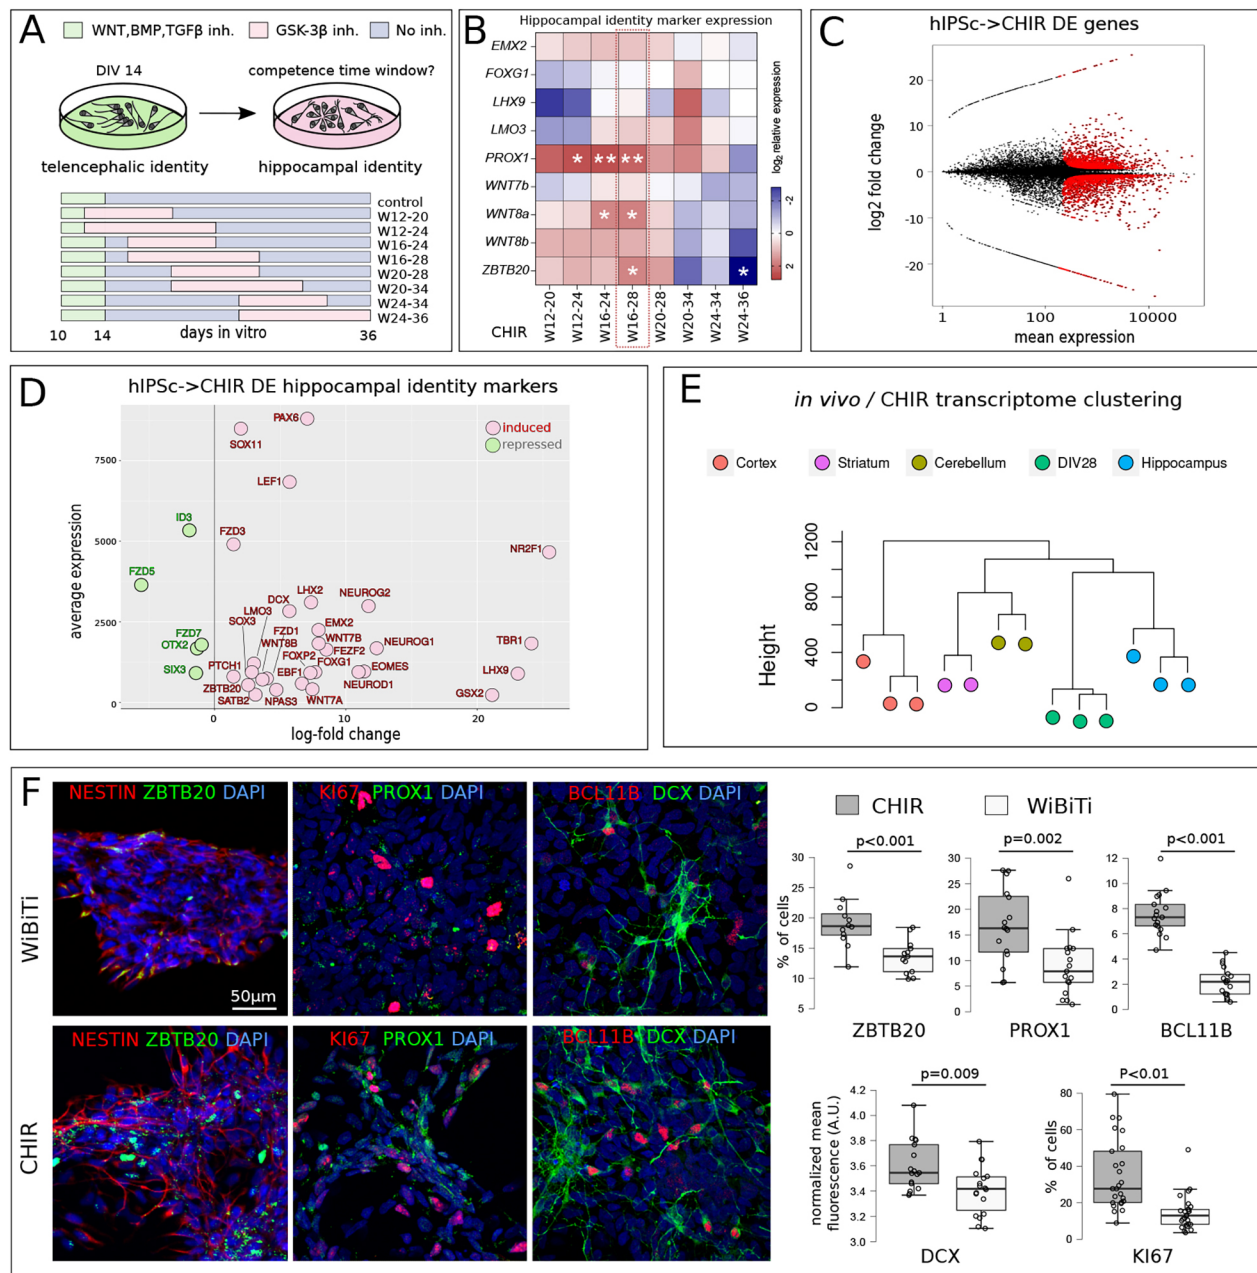 A
WNT,BMP,TGFβ inh.
GSK-3β inh.
No inh.
DIV 14
competence time window?
telencephalic identity
hippocampal identity
control
W12-20
W12-24
W16-24
W16-28
W20-28
W20-34
W24-34
W24-36
10
14
days in vitro
36
B
Hippocampal identity marker expression
EMX2
FOXG1
LHX9
LMO3
PROX1
* ** **
WNT7b
WNT8a
* *
WNT8b
ZBTB20
* *
log2 relative expression
-2
0
2
CHIR
W12-20
W12-24
W16-24
W16-28
W20-28
W20-34
W24-34
W24-36
C
hIPSc->CHIR DE genes
log2 fold change
20
10
0
-10
-20
1
100
10000
mean expression
D
hIPSc->CHIR DE hippocampal identity markers
induced
repressed
average expression
7500
5000
2500
0
PAX6
SOX11
LEF1
ID3
FZD3
NR2F1
FZD5
LHX2
NEUROG2
DCX
LMO3
SOX3
EMX2
FZD1
WNT7B
FZD7
OTX2
WNT8B
NEUROG1
TBR1
FEZF2
FOXP2
FOXG1
SIX3
PTCH1
EBF1
EOMES
LHX9
ZBTB20
NEUROD1
GSX2
SATB2
NPAS3
WNT7A
0
10
20
log-fold change
E
in vivo / CHIR transcriptome clustering
Cortex
Striatum
Cerebellum
DIV28
Hippocampus
Height
1200
800
400
0
F
WiBiTi
NESTIN ZBTB20 DAPI
KI67 PROX1 DAPI
BCL11B DCX DAPI
50µm
CHIR
NESTIN ZBTB20 DAPI
KI67 PROX1 DAPI
BCL11B DCX DAPI
CHIR
WiBiTi
% of cells
p<0.001
30
25
20
15
10
5
ZBTB20
p=0.002
30
25
20
15
10
5
0
PROX1
p<0.001
12
10
8
6
4
2
0
BCL11B
normalized mean
fluorescence (A.U.)
p=0.009
4.2
4.0
3.8
3.6
3.4
3.2
3.0
DCX
% of cells
P<0.01
80
60
40
20
0
KI67